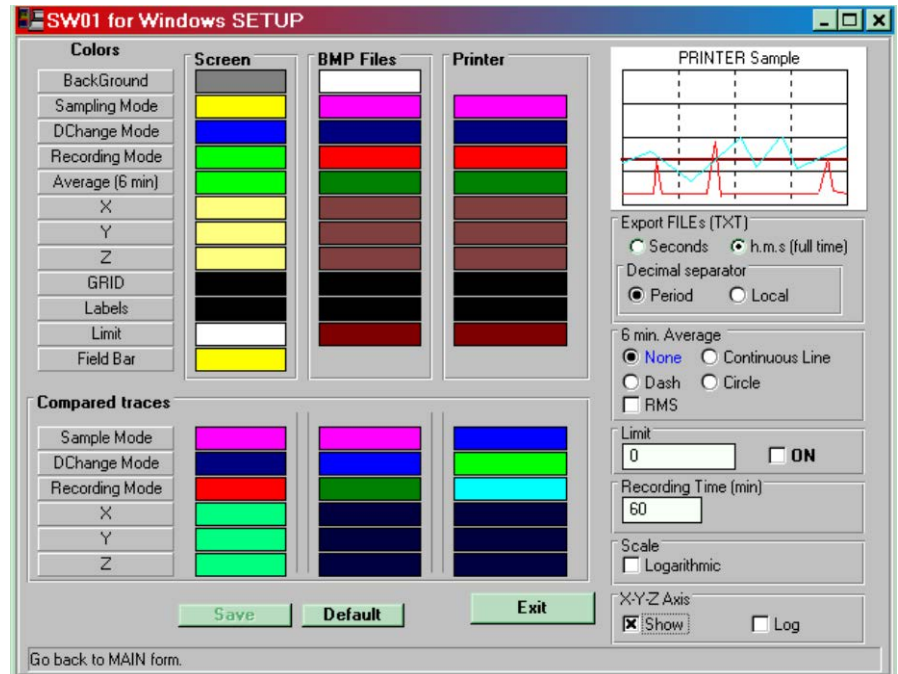 SW01 for Windows SETUP
Colors
Screen
BMP Files
Printer
BackGround
Sampling Mode
DChange Mode
Recording Mode
Average (6 min)
X
Y
Z
GRID
Labels
Limit
Field Bar
Compared traces
Sample Mode
DChange Mode
Recording Mode
X
Y
Z
Save
Default
Exit
PRINTER Sample
Export FILEs (TXT)
Seconds
h.m.s (full time)
Decimal separator
Period
Local
6 min. Average
None
Continuous Line
Dash
Circle
RMS
Limit
0
ON
Recording Time (min)
60
Scale
Logarithmic
X-Y-Z Axis
Show
Log
Go back to MAIN form.